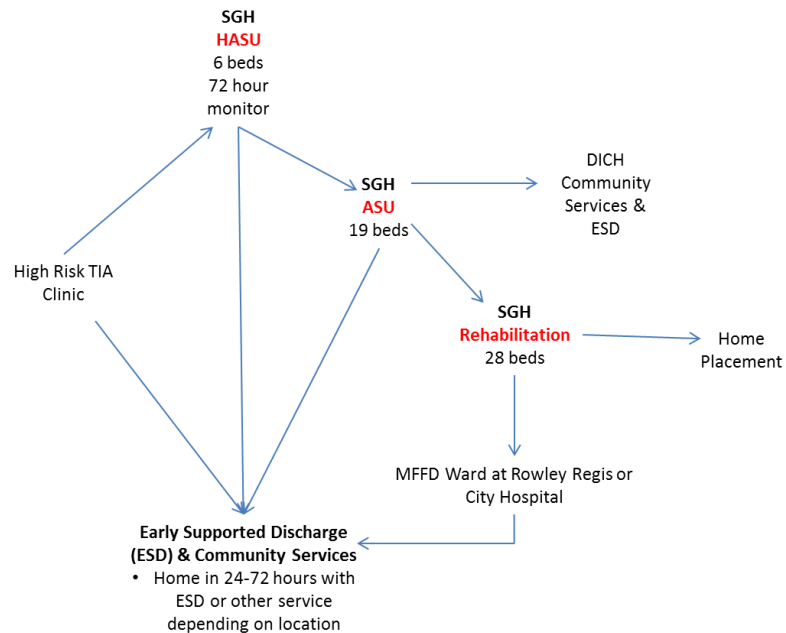 SGH
HASU
6 beds
72 hour
monitor
SGH
ASU
19 beds
DICH
Community
Services &
ESD
High Risk TIA
Clinic
SGH
Rehabilitation
28 beds
Home
Placement
MFFD Ward at Rowley Regis or
City Hospital
Early Supported Discharge
(ESD) & Community Services
• Home in 24-72 hours with
ESD or other service
depending on location